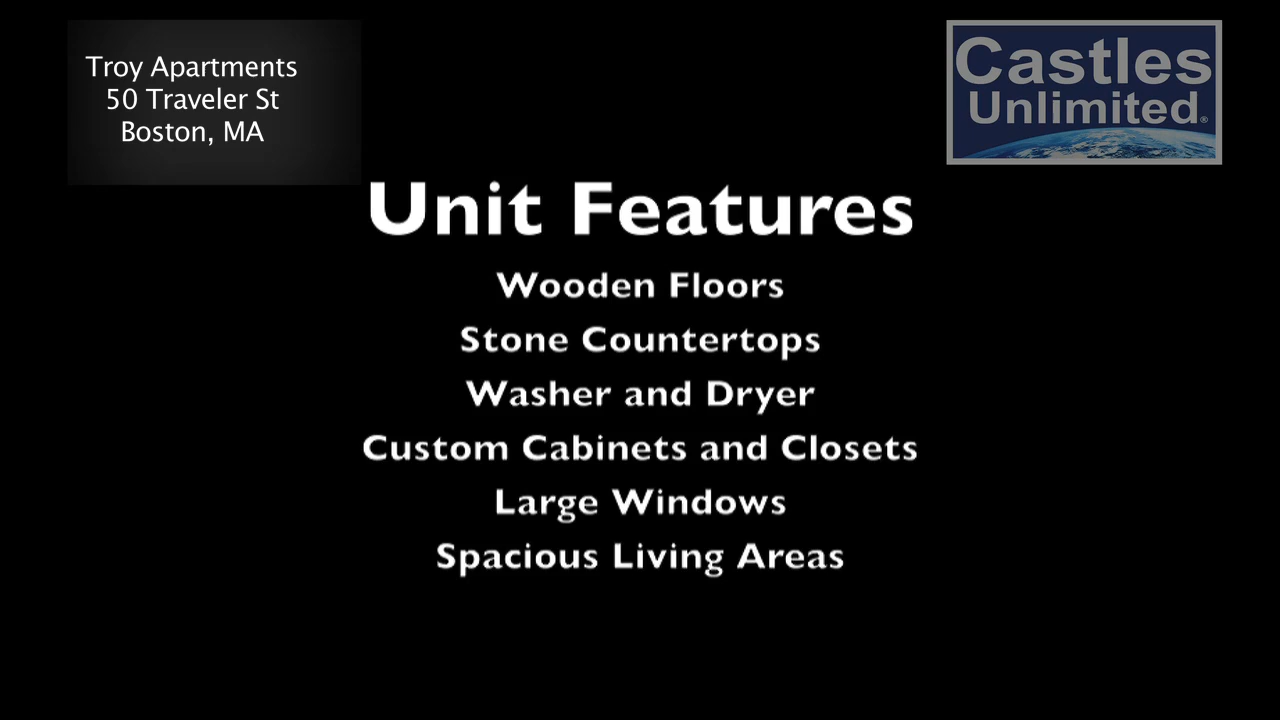 Troy Apartments
50 Traveler St
Boston, MA
Castles
Unlimited®
Unit Features
Wooden Floors
Stone Countertops
Washer and Dryer
Custom Cabinets and Closets
Large Windows
Spacious Living Areas